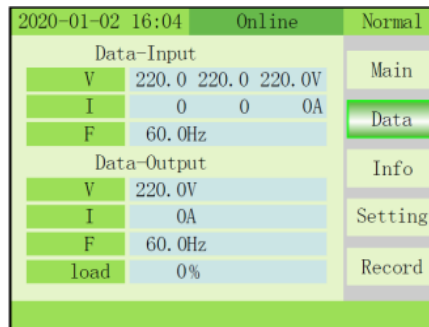 2020-01-02 16:04 Online Normal
Data-Input
V 220.0 220.0 220.0V
I 0 0 0A
F 60.0Hz
Data-Output
V 220.0V
I 0A
F 60.0Hz
load 0%
Main
Data
Info
Setting
Record